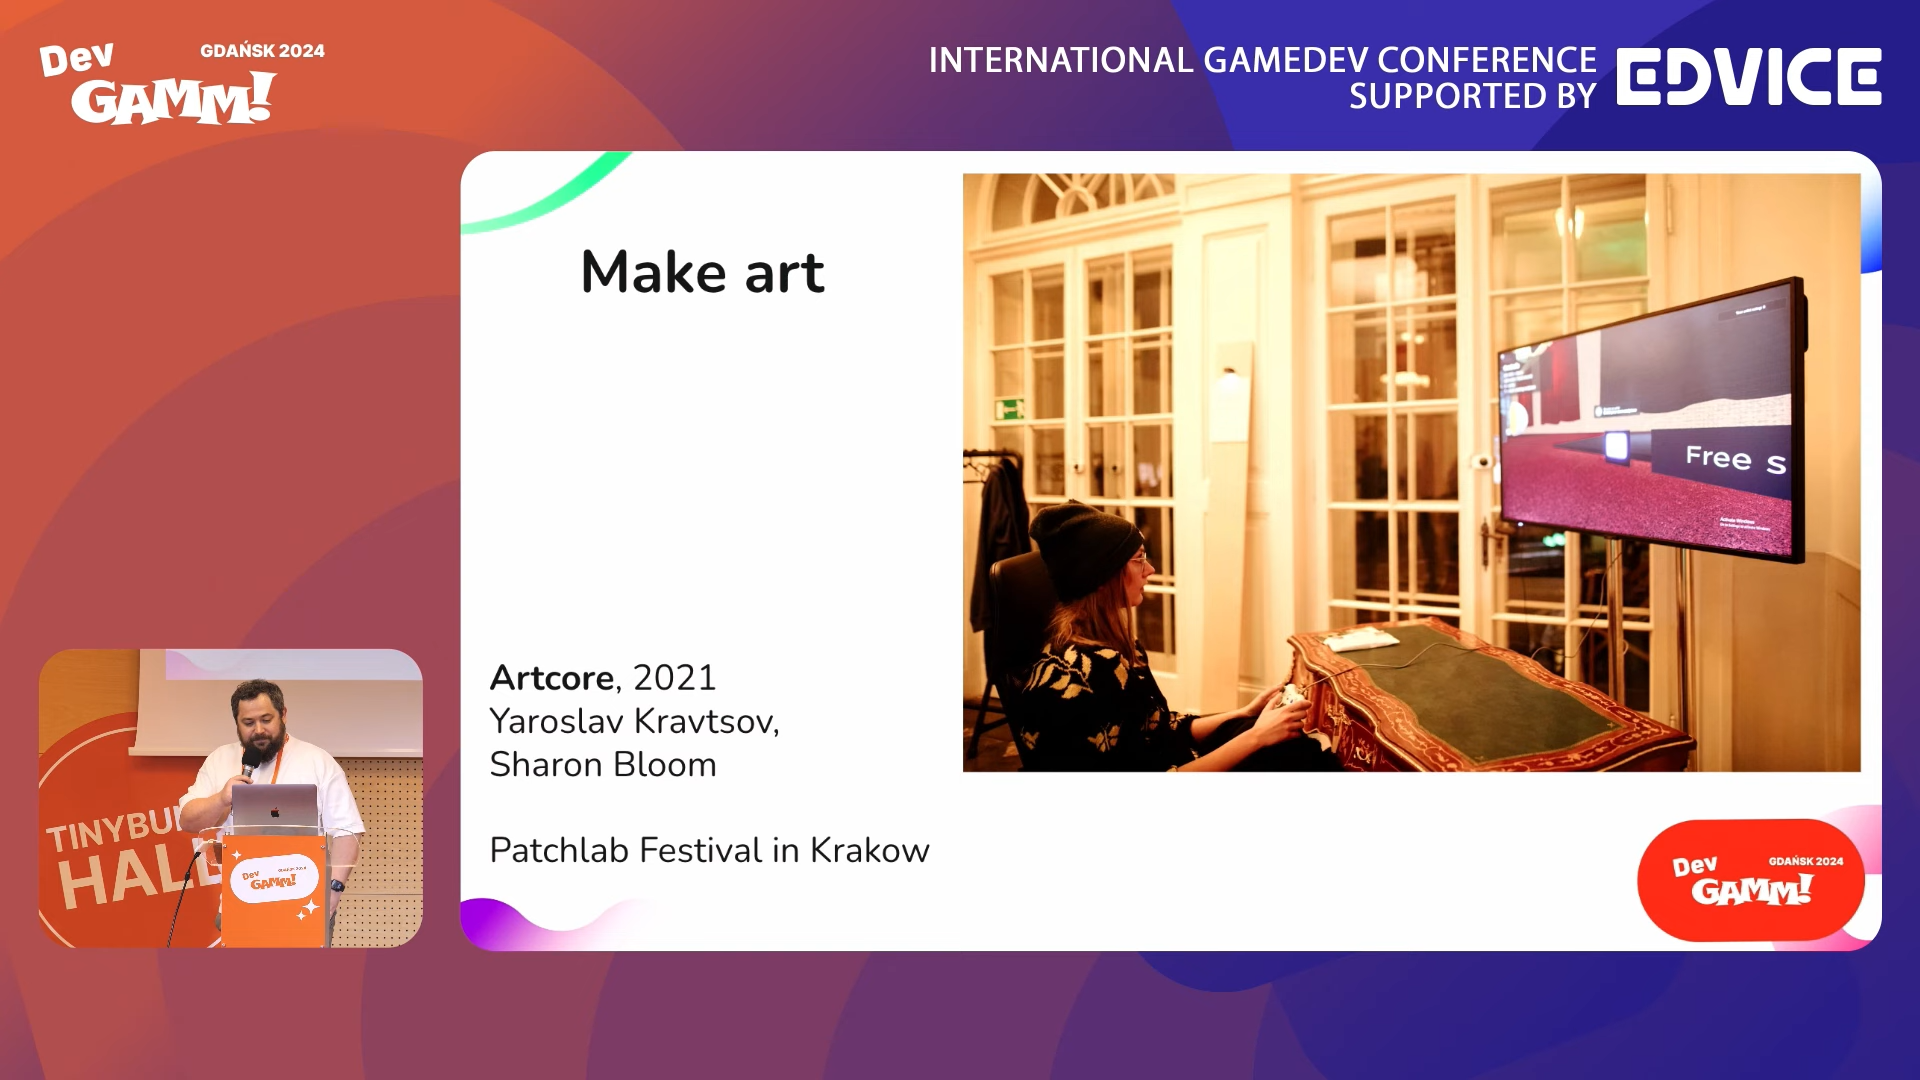 Dev
GAMM!
GDAŃSK 2024
INTERNATIONAL GAMEDEV CONFERENCE
SUPPORTED BY
EDVICE
Make art
Free s
Artcore, 2021
Yaroslav Kravtsov,
Sharon Bloom
Patchlab Festival in Krakow
TINYBU
HALL
Dev
GAMM!
Dev
GAMM!
GDAŃSK 2024